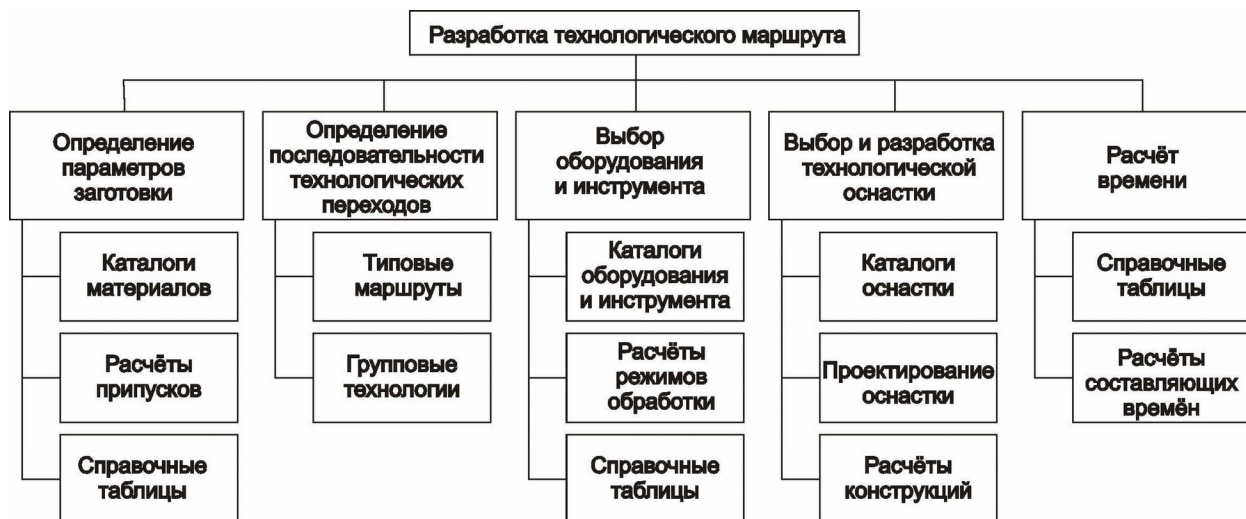 Разработка технологического маршрута
Определение
параметров
заготовки
Каталоги
материалов
Расчёты
припусков
Справочные
таблицы
Определение
последовательности
технологических
переходов
Типовые
маршруты
Групповые
технологии
Выбор
оборудования
и инструмента
Каталоги
оборудования
и инструмента
Расчёты
режимов
обработки
Справочные
таблицы
Выбор и разработка
технологической
оснастки
Каталоги
оснастки
Проектирование
оснастки
Расчёты
конструкций
Расчёт
времени
Справочные
таблицы
Расчёты
составляющих
времён